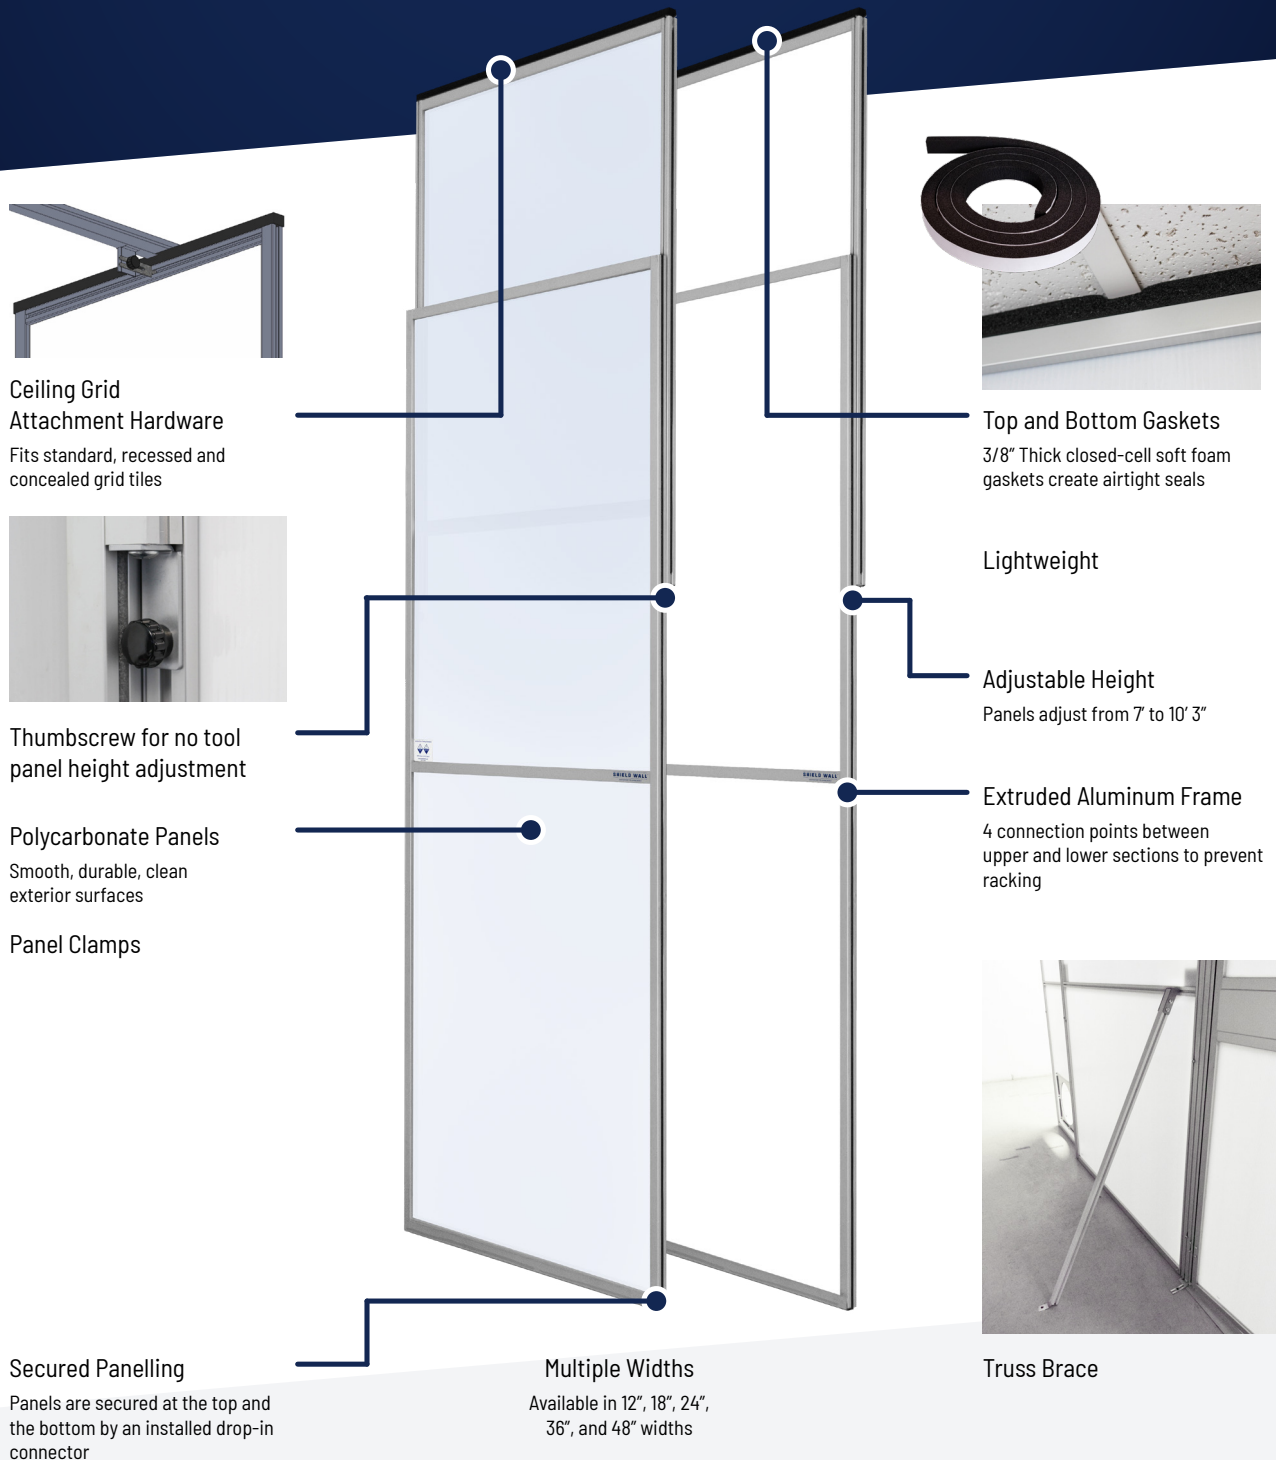 Ceiling Grid
Attachment Hardware
Fits standard, recessed and
concealed grid tiles
Thumbscrew for no tool
panel height adjustment
Polycarbonate Panels
Smooth, durable, clean
exterior surfaces
Panel Clamps
Secured Panelling
Panels are secured at the top and
the bottom by an installed drop-in
connector
SHIELD WALL
SHIELD WALL
Multiple Widths
Available in 12”, 18”, 24”,
36”, and 48” widths
Top and Bottom Gaskets
3/8” Thick closed-cell soft foam
gaskets create airtight seals
Lightweight
Adjustable Height
Panels adjust from 7’ to 10’ 3”
Extruded Aluminum Frame
4 connection points between
upper and lower sections to prevent
racking
Truss Brace